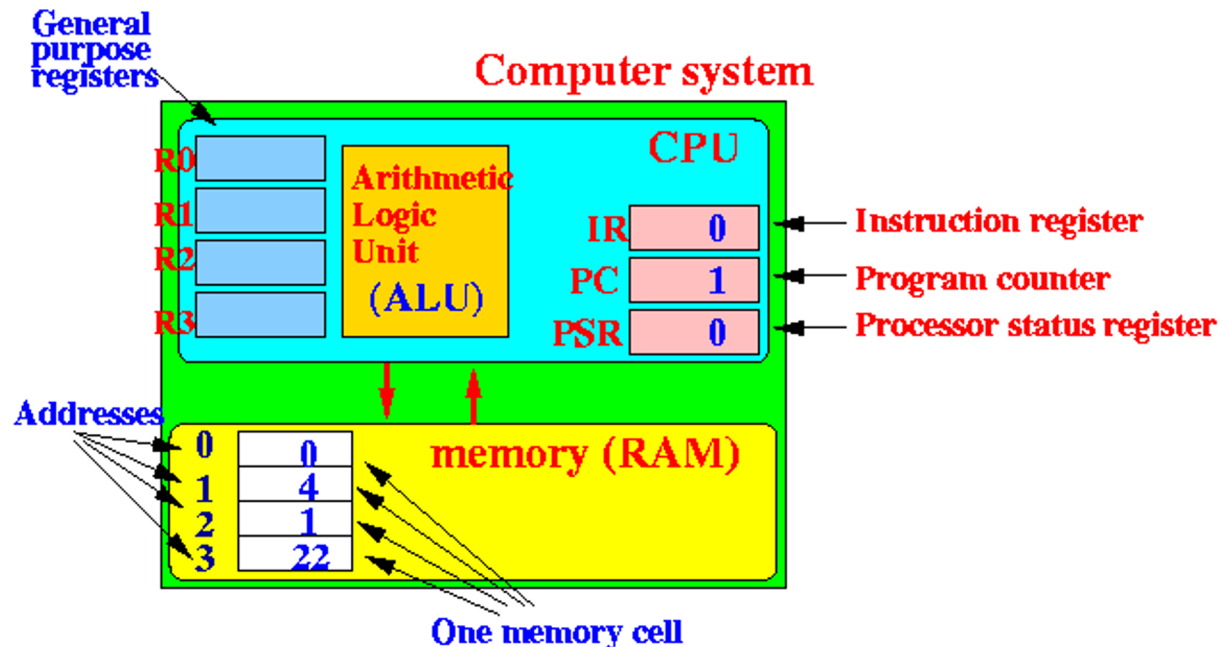 General
purpose
registers
Computer system
CPU
R0
R1
R2
R3
Arithmetic
Logic
Unit
(ALU)
IR 0
PC 1
PSR 0
Instruction register
Program counter
Processor status register
Addresses
memory (RAM)
0 0
1 4
2 1
3 22
One memory cell